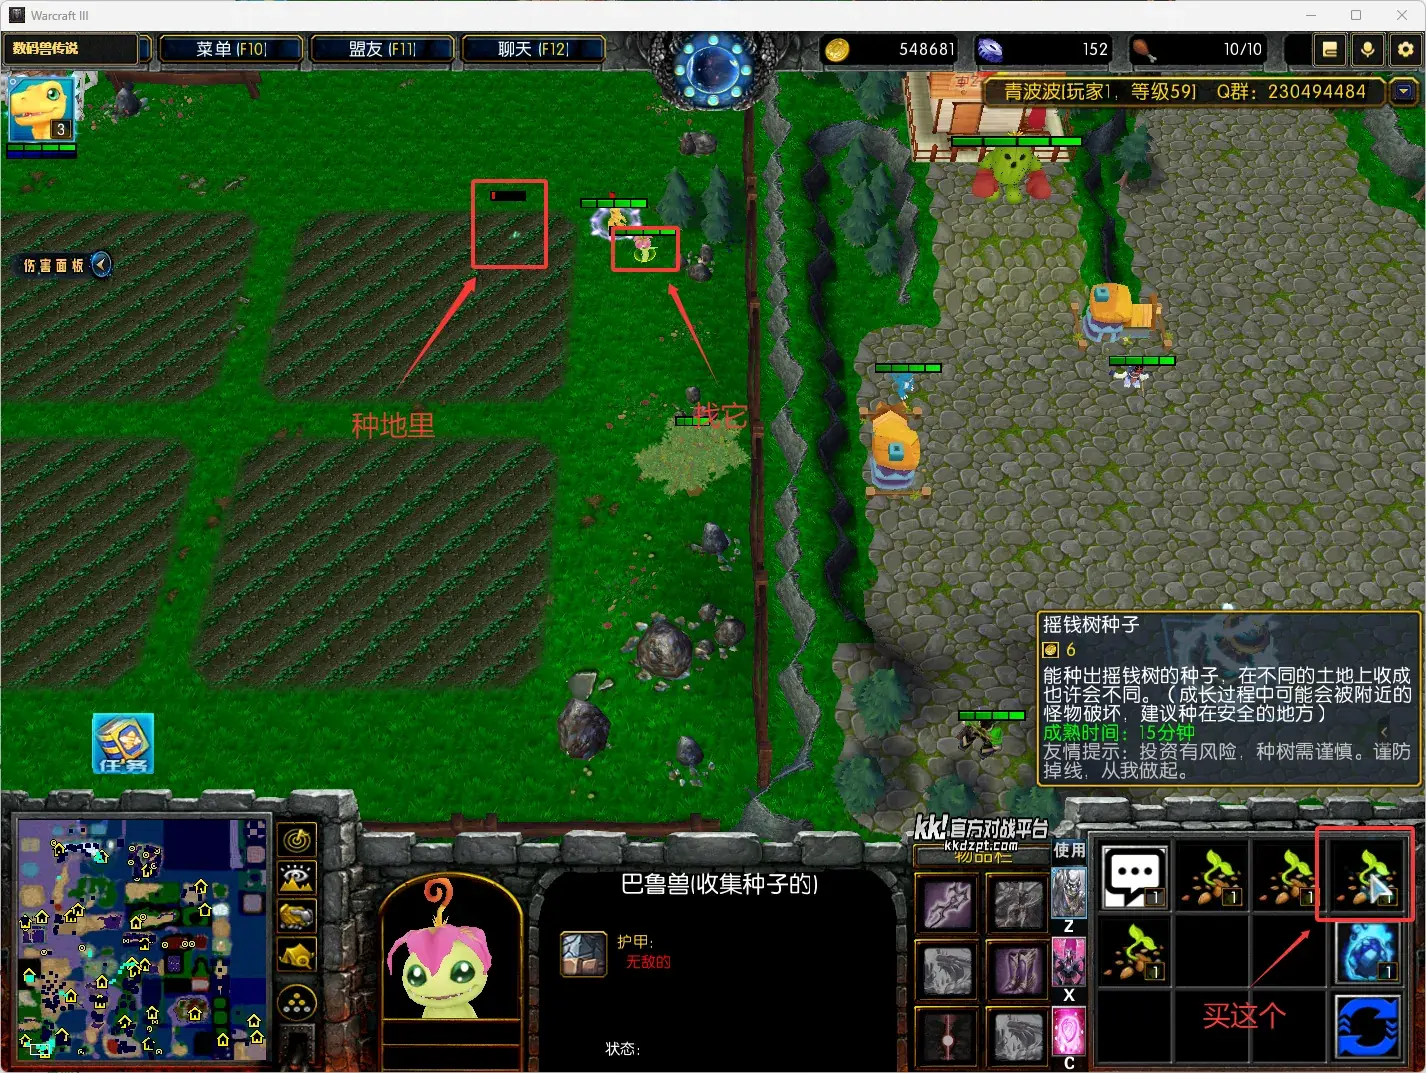 Warcraft III
数码兽传说
菜单 (F10)
盟友 (F11)
聊天 (F12)
548681
152
10/10
青波波[玩家1，等级59] Q群：230494484
3
伤害面板
种地里
找它
摇钱树种子
6
能种出摇钱树的种子，在不同的土地上收成
也许会不同。（成长过程中可能会被附近的
怪物破坏，建议种在安全的地方）
成熟时间：15分钟
友情提示：投资有风险，种树需谨慎。谨防
掉线，从我做起。
任务
kk!官方对战平台
kkdzpt.com
物品栏
使用
Z
X
C
巴鲁兽(收集种子的)
护甲:
无敌的
状态:
1
1
1
1
1
1
买这个